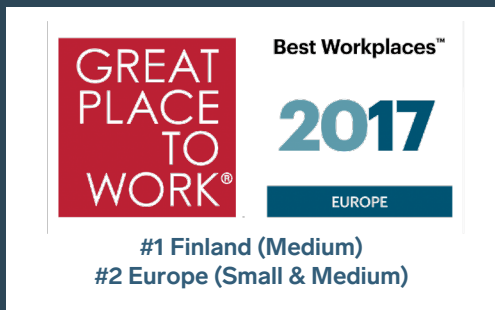 GREAT
PLACE
TO
WORK®
Best Workplaces™
2017
EUROPE
#1 Finland (Medium)
#2 Europe (Small & Medium)